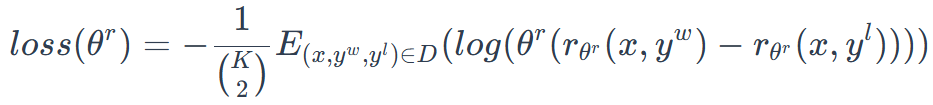 loss(θ^r) = −\frac{1}{\binom{K}{2}} E_{(x,y^w,y^l)∈D}(log(θ^r(r_{θ^r}(x, y^w) − r_{θ^r}(x, y^l))))